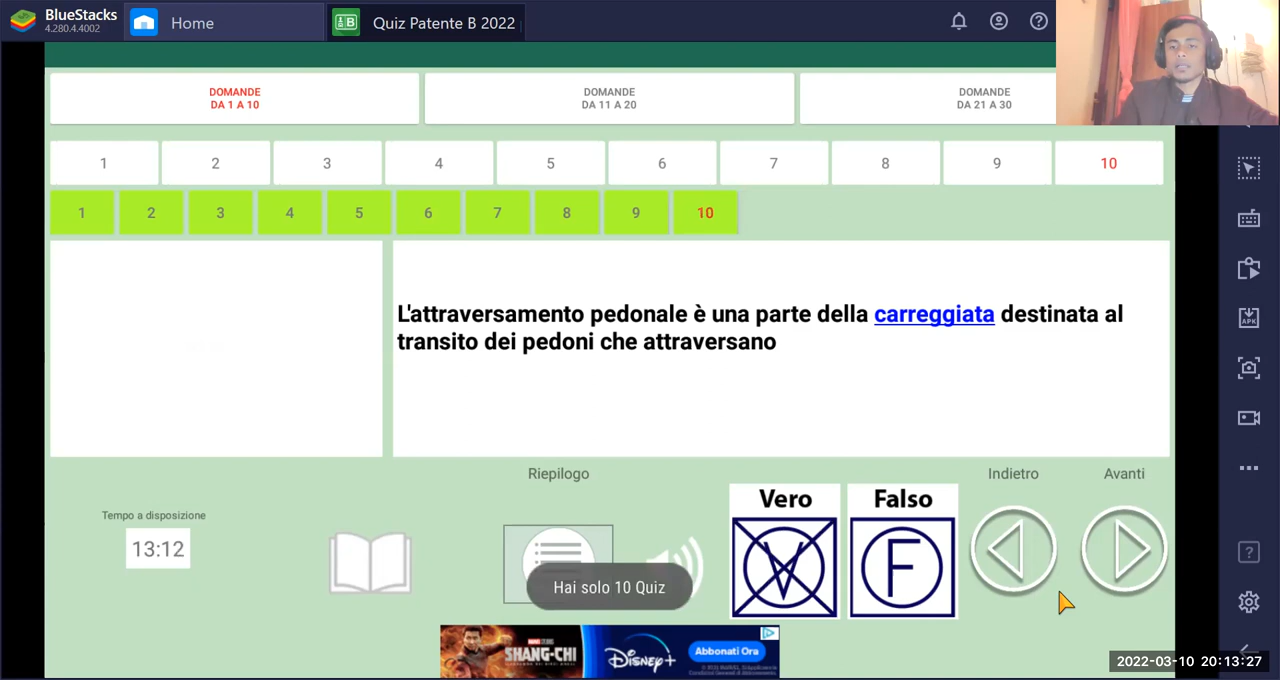 BlueStacks
4.280.4.4002
Home
Quiz Patente B 2022
DOMANDE
DA 1 A 10
DOMANDE
DA 11 A 20
DOMANDE
DA 21 A 30
1 2 3 4 5 6 7 8 9 10
1 2 3 4 5 6 7 8 9 10
L'attraversamento pedonale è una parte della carreggiata destinata al
transito dei pedoni che attraversano
Riepilogo
Indietro
Avanti
Vero
Falso
V
F
Tempo a disposizione
13:12
Hai solo 10 Quiz
APK
B
MARVEL STUDIOS
SHANG-CHI
Disney+
Abbonati Ora
2022-03-10 20:13:27